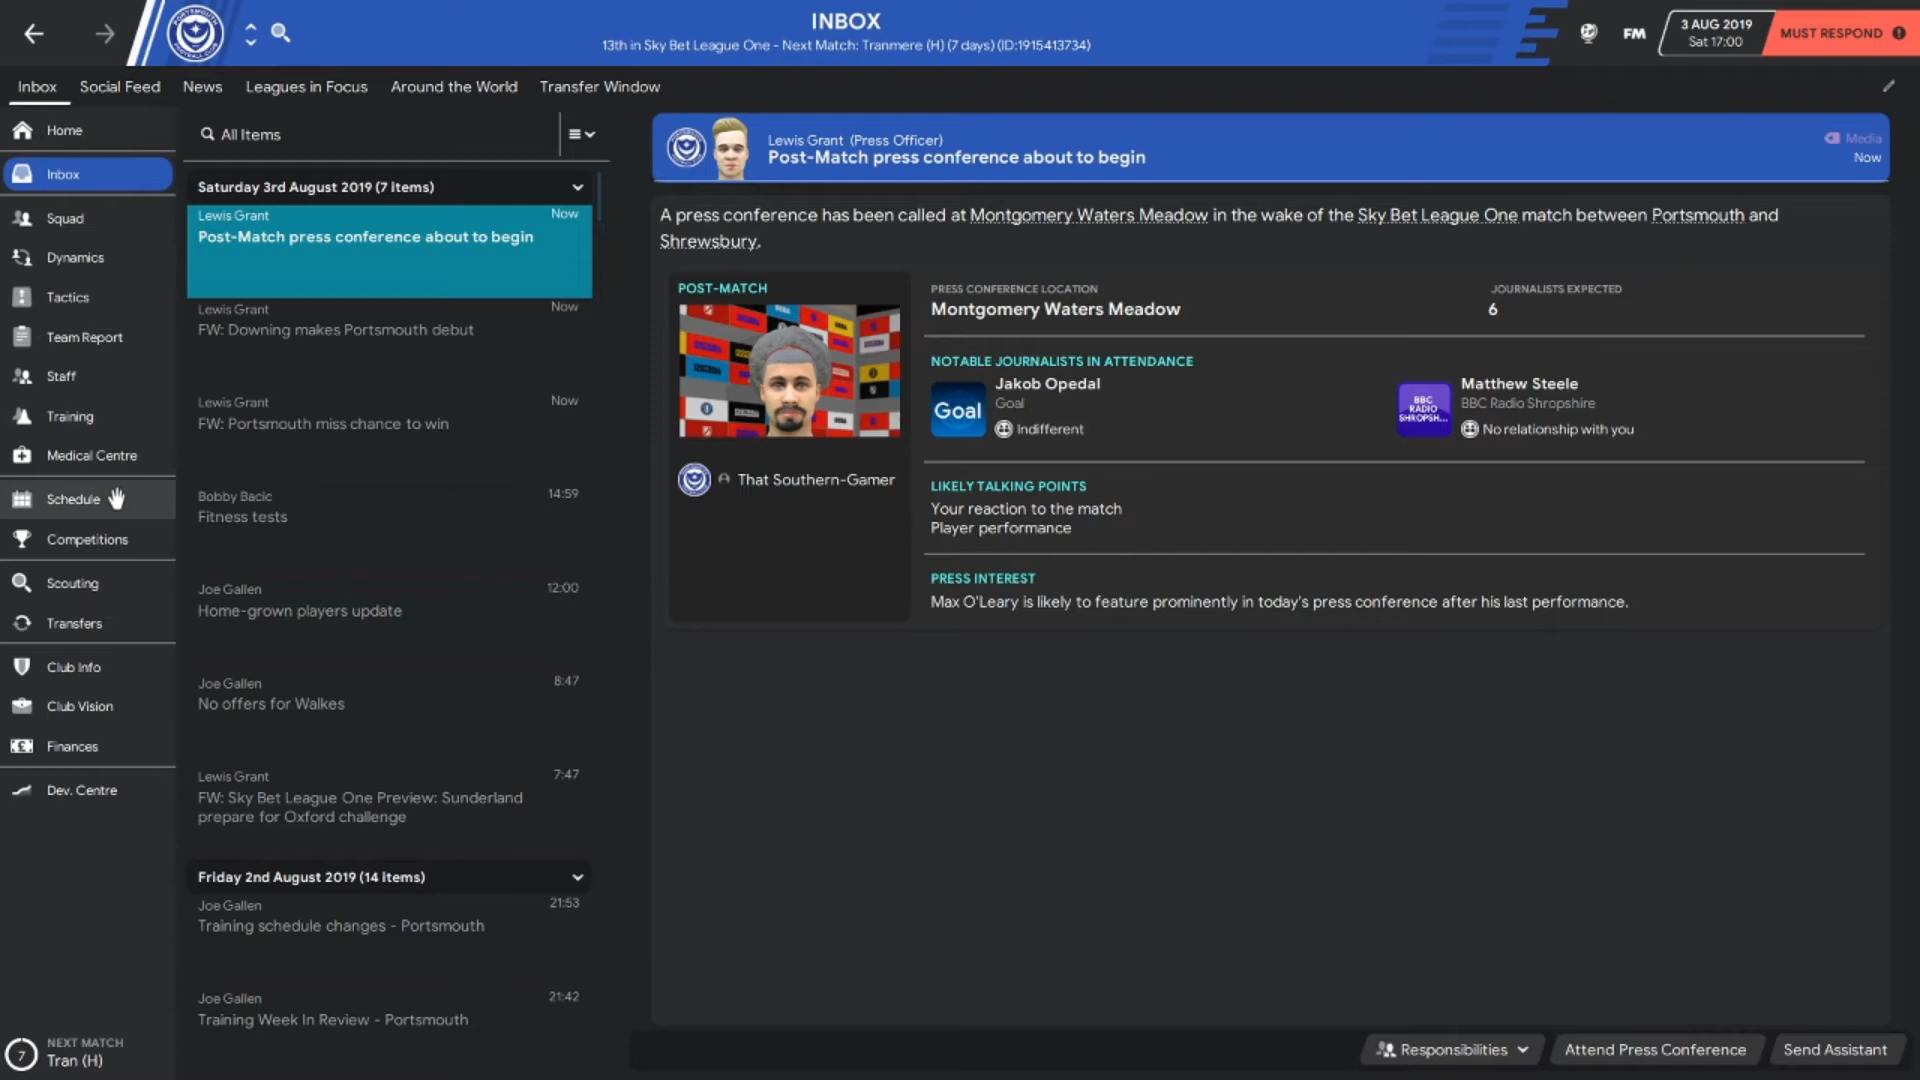 INBOX
13th in Sky Bet League One - Next Match: Tranmere (H) (7 days) (ID:1915413734)
FM
3 AUG 2019
Sat 17:00
MUST RESPOND
Inbox
Social Feed
News
Leagues in Focus
Around the World
Transfer Window
Home
Inbox
Squad
Dynamics
Tactics
Team Report
Staff
Training
Medical Centre
Schedule
Competitions
Scouting
Transfers
Club Info
Club Vision
Finances
Dev. Centre
NEXT MATCH
7
Tran (H)
All Items
Saturday 3rd August 2019 (7 items)
Lewis Grant Now
Post-Match press conference about to begin
Lewis Grant Now
FW: Downing makes Portsmouth debut
Lewis Grant Now
FW: Portsmouth miss chance to win
Bobby Bacic 14:59
Fitness tests
Joe Gallen 12:00
Home-grown players update
Joe Gallen 8:47
No offers for Walkes
Lewis Grant 7:47
FW: Sky Bet League One Preview: Sunderland
prepare for Oxford challenge
Friday 2nd August 2019 (14 items)
Joe Gallen 21:53
Training schedule changes - Portsmouth
Joe Gallen 21:42
Training Week In Review - Portsmouth
Lewis Grant (Press Officer)
Post-Match press conference about to begin
Media
Now
A press conference has been called at Montgomery Waters Meadow in the wake of the Sky Bet League One match between Portsmouth and
Shrewsbury.
POST-MATCH
That Southern-Gamer
PRESS CONFERENCE LOCATION
Montgomery Waters Meadow
JOURNALISTS EXPECTED
6
NOTABLE JOURNALISTS IN ATTENDANCE
Goal
Jakob Opedal
Goal
Indifferent
BBC
RADIO
SHROPSH...
Matthew Steele
BBC Radio Shropshire
No relationship with you
LIKELY TALKING POINTS
Your reaction to the match
Player performance
PRESS INTEREST
Max O'Leary is likely to feature prominently in today's press conference after his last performance.
Responsibilities
Attend Press Conference
Send Assistant